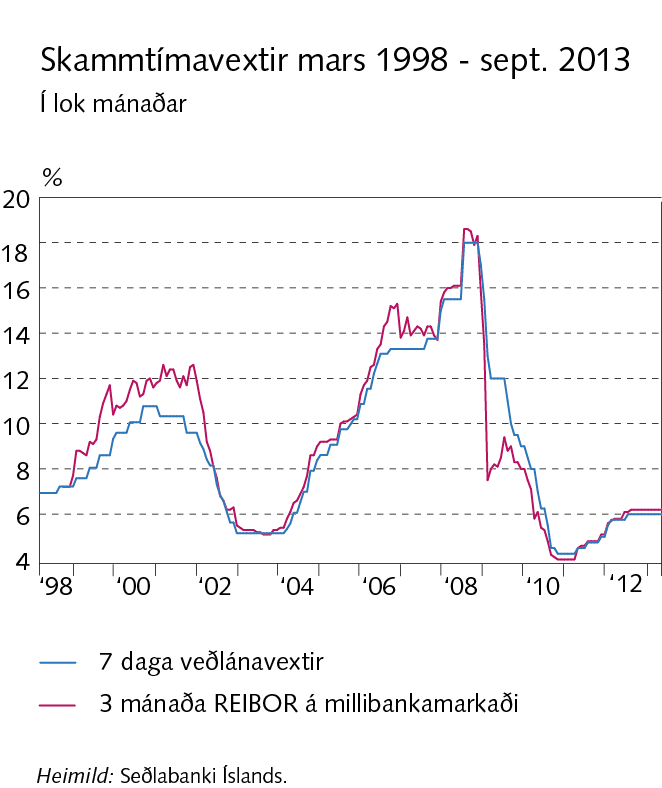 Skammtímavextir mars 1998 - sept. 2013
Í lok mánaðar
%
20
18
16
14
12
10
8
6
4
'98 '00 '02 '04 '06 '08 '10 '12
7 daga veðlánavextir
3 mánaða REIBOR á millibankamarkaði
Heimild: Seðlabanki Íslands.